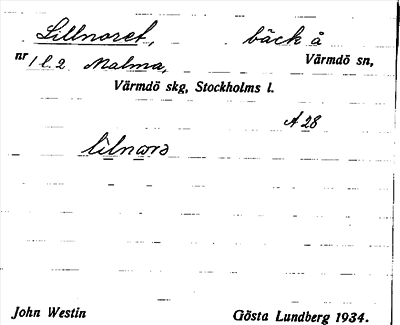 Lillnoret, bäck å
nr 1 l. 2 Malma, Värmdö sn,
Värmdö skg, Stockholms l.
A 28
lilnorə
John Westin Gösta Lundberg 1934.